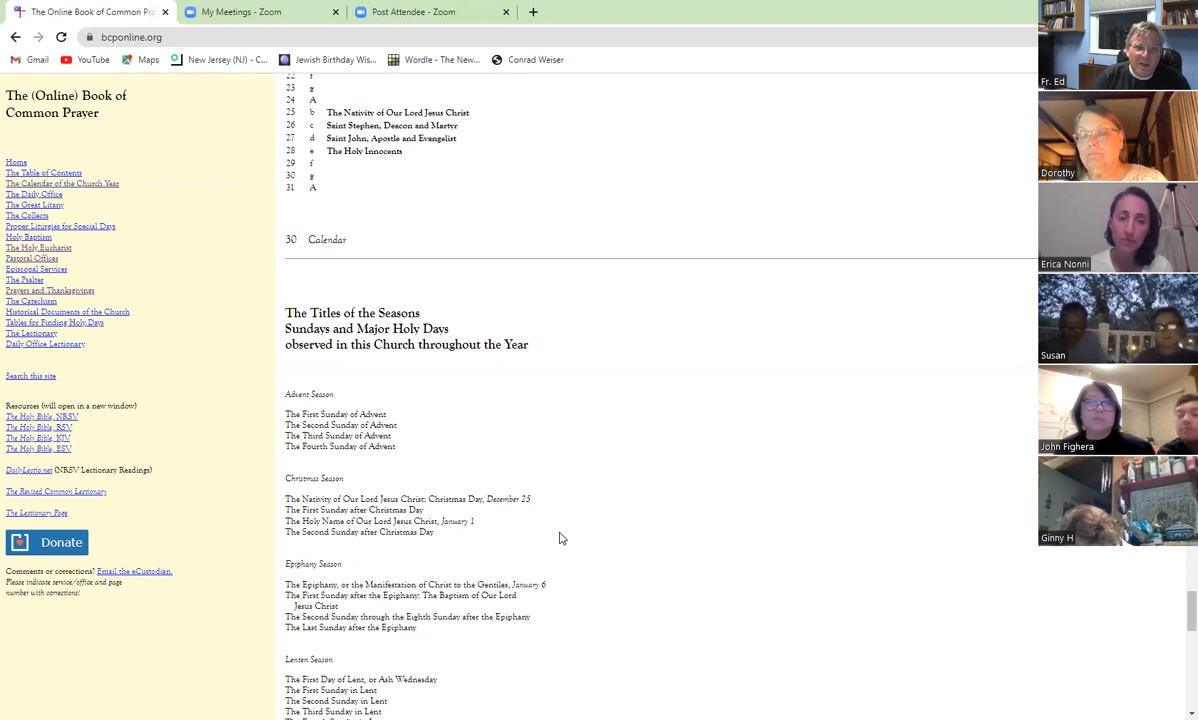 The Online Book of Common Pra
My Meetings - Zoom
Post Attendee - Zoom
bcponline.org
Gmail
YouTube
Maps
New Jersey (NJ) - C...
Jewish Birthday Wis...
Wordle - The New...
Conrad Weiser
The (Online) Book of
Common Prayer
Home
The Table of Contents
The Calendar of the Church Year
The Daily Office
The Great Litany
The Collects
Proper Liturgies for Special Days
Holy Baptism
The Holy Eucharist
Pastoral Offices
Episcopal Services
The Psalter
Prayers and Thanksgivings
The Catechism
Historical Documents of the Church
Tables for Finding Holy Days
The Lectionary
Daily Office Lectionary
Search this site
Resources (will open in a new window)
The Holy Bible, NRSV
The Holy Bible, RSV
The Holy Bible, KJV
The Holy Bible, ESV
DailyLectio.net (NRSV Lectionary Readings)
The Revised Common Lectionary
The Lectionary Page
Donate
Comments or corrections? Email the eCustodian.
Please indicate service/office and page
number with corrections!
22 f
23 g
24 A
25 b The Nativity of Our Lord Jesus Christ
26 c Saint Stephen, Deacon and Martyr
27 d Saint John, Apostle and Evangelist
28 e The Holy Innocents
29 f
30 g
31 A
30 Calendar
The Titles of the Seasons
Sundays and Major Holy Days
observed in this Church throughout the Year
Advent Season
The First Sunday of Advent
The Second Sunday of Advent
The Third Sunday of Advent
The Fourth Sunday of Advent
Christmas Season
The Nativity of Our Lord Jesus Christ: Christmas Day, December 25
The First Sunday after Christmas Day
The Holy Name of Our Lord Jesus Christ, January 1
The Second Sunday after Christmas Day
Epiphany Season
The Epiphany, or the Manifestation of Christ to the Gentiles, January 6
The First Sunday after the Epiphany: The Baptism of Our Lord
Jesus Christ
The Second Sunday through the Eighth Sunday after the Epiphany
The Last Sunday after the Epiphany
Lenten Season
The First Day of Lent, or Ash Wednesday
The First Sunday in Lent
The Second Sunday in Lent
The Third Sunday in Lent
Fr. Ed
Dorothy
Erica Nonni
Susan
John Fighera
Ginny H